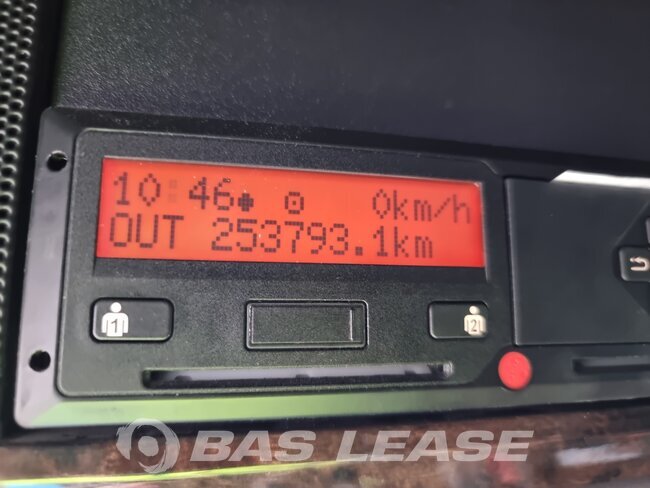 10:46 0km/h
OUT 253793.1km
1
2
BAS LEASE